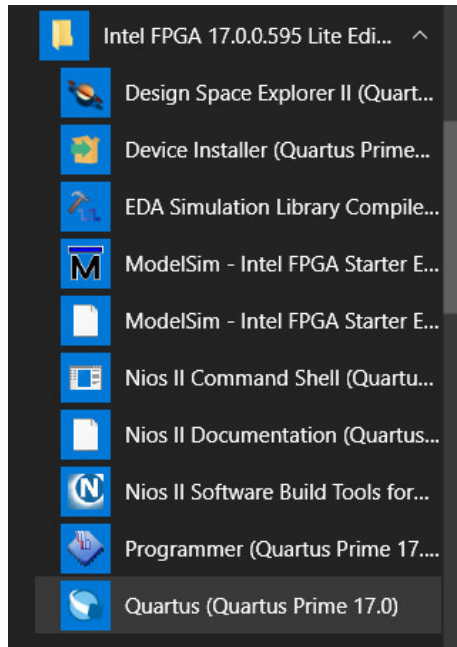 Intel FPGA 17.0.0.595 Lite Edi...
Design Space Explorer II (Quart...
Device Installer (Quartus Prime...
EDA Simulation Library Compile...
ModelSim - Intel FPGA Starter E...
ModelSim - Intel FPGA Starter E...
Nios II Command Shell (Quartu...
Nios II Documentation (Quartus...
Nios II Software Build Tools for...
Programmer (Quartus Prime 17....
Quartus (Quartus Prime 17.0)